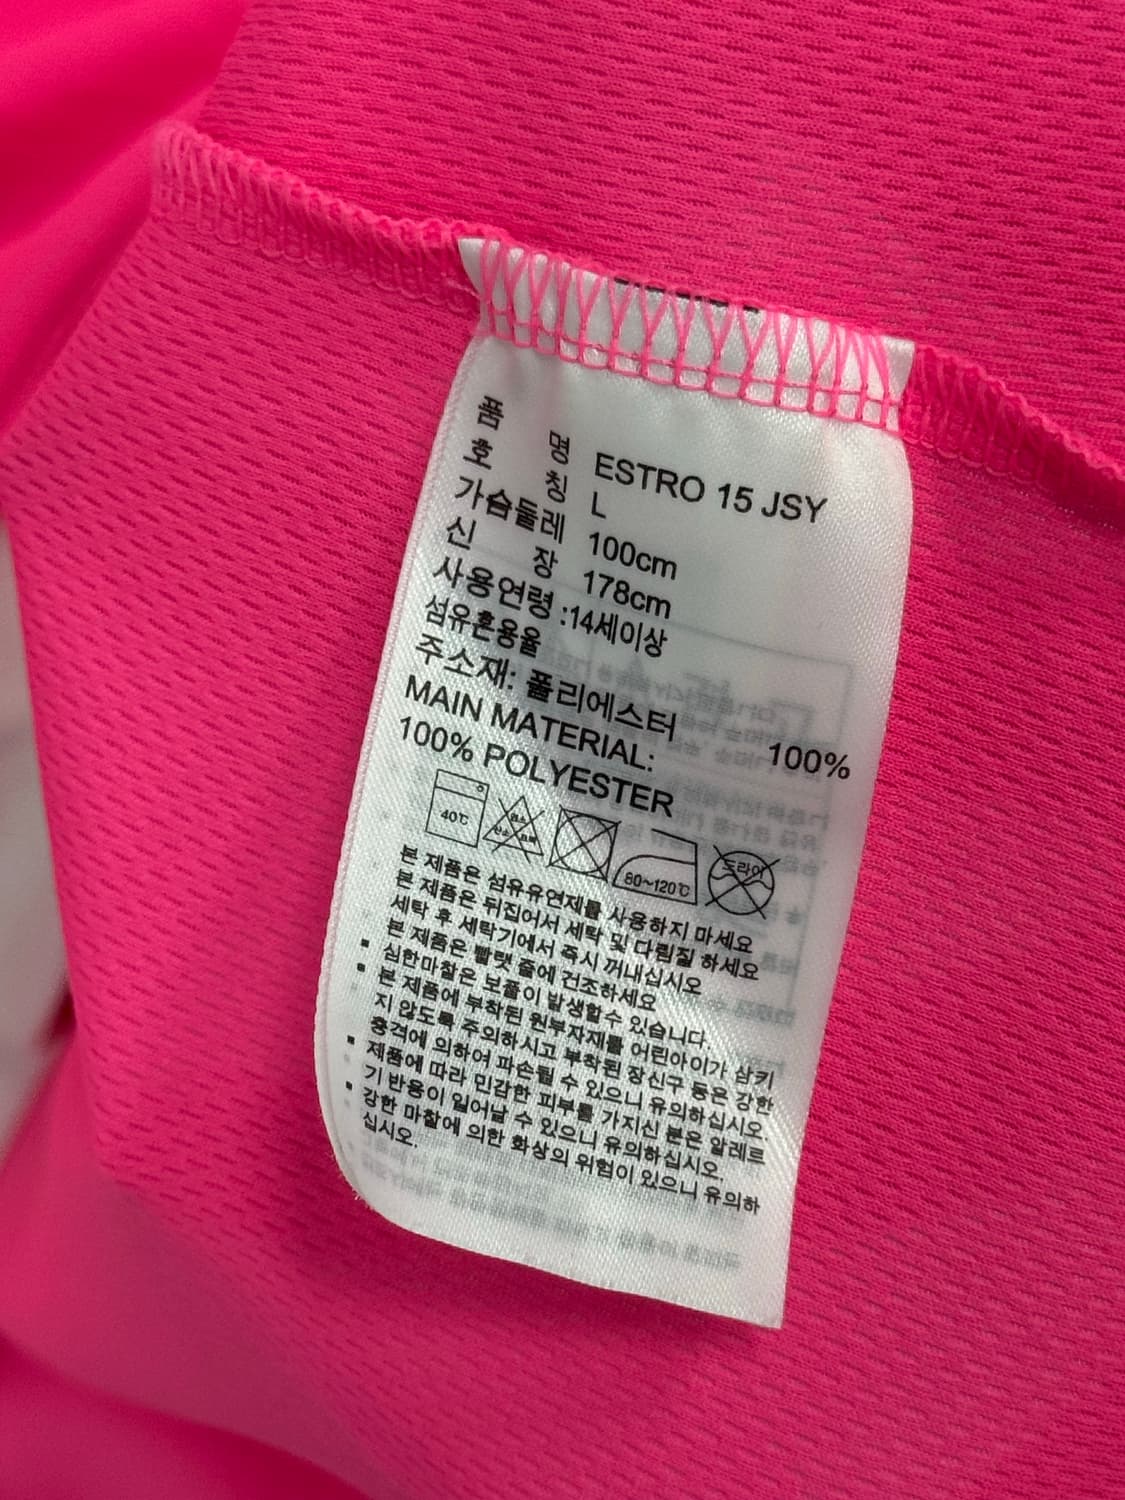 품 명 ESTRO 15 JSY
호 칭 L
가슴둘레 100cm
신 장 178cm
사용연령 :14세이상
섬유혼용율
주소재: 폴리에스터 100%
MAIN MATERIAL:
100% POLYESTER
40℃ 염소 산소 표백 80~120℃ 드라이
본 제품은 섬유유연제를 사용하지 마세요
본 제품은 뒤집어서 세탁 및 다림질 하세요
세탁 후 세탁기에서 즉시 꺼내십시오
본 제품은 빨랫 줄에 건조하세요
▪ 심한마찰은 보풀이 발생할수 있습니다.
▪ 본 제품에 부착된 원부자재를 어린아이가 삼키
지 않도록 주의하시고 부착된 장신구 등은 강한
충격에 의하여 파손될 수 있으니 유의하십시오.
▪ 제품에 따라 민감한 피부를 가지신 분은 알레르
기 반응이 일어날 수 있으니 유의하십시오.
▪ 강한 마찰에 의한 화상의 위험이 있으니 유의하
십시오.